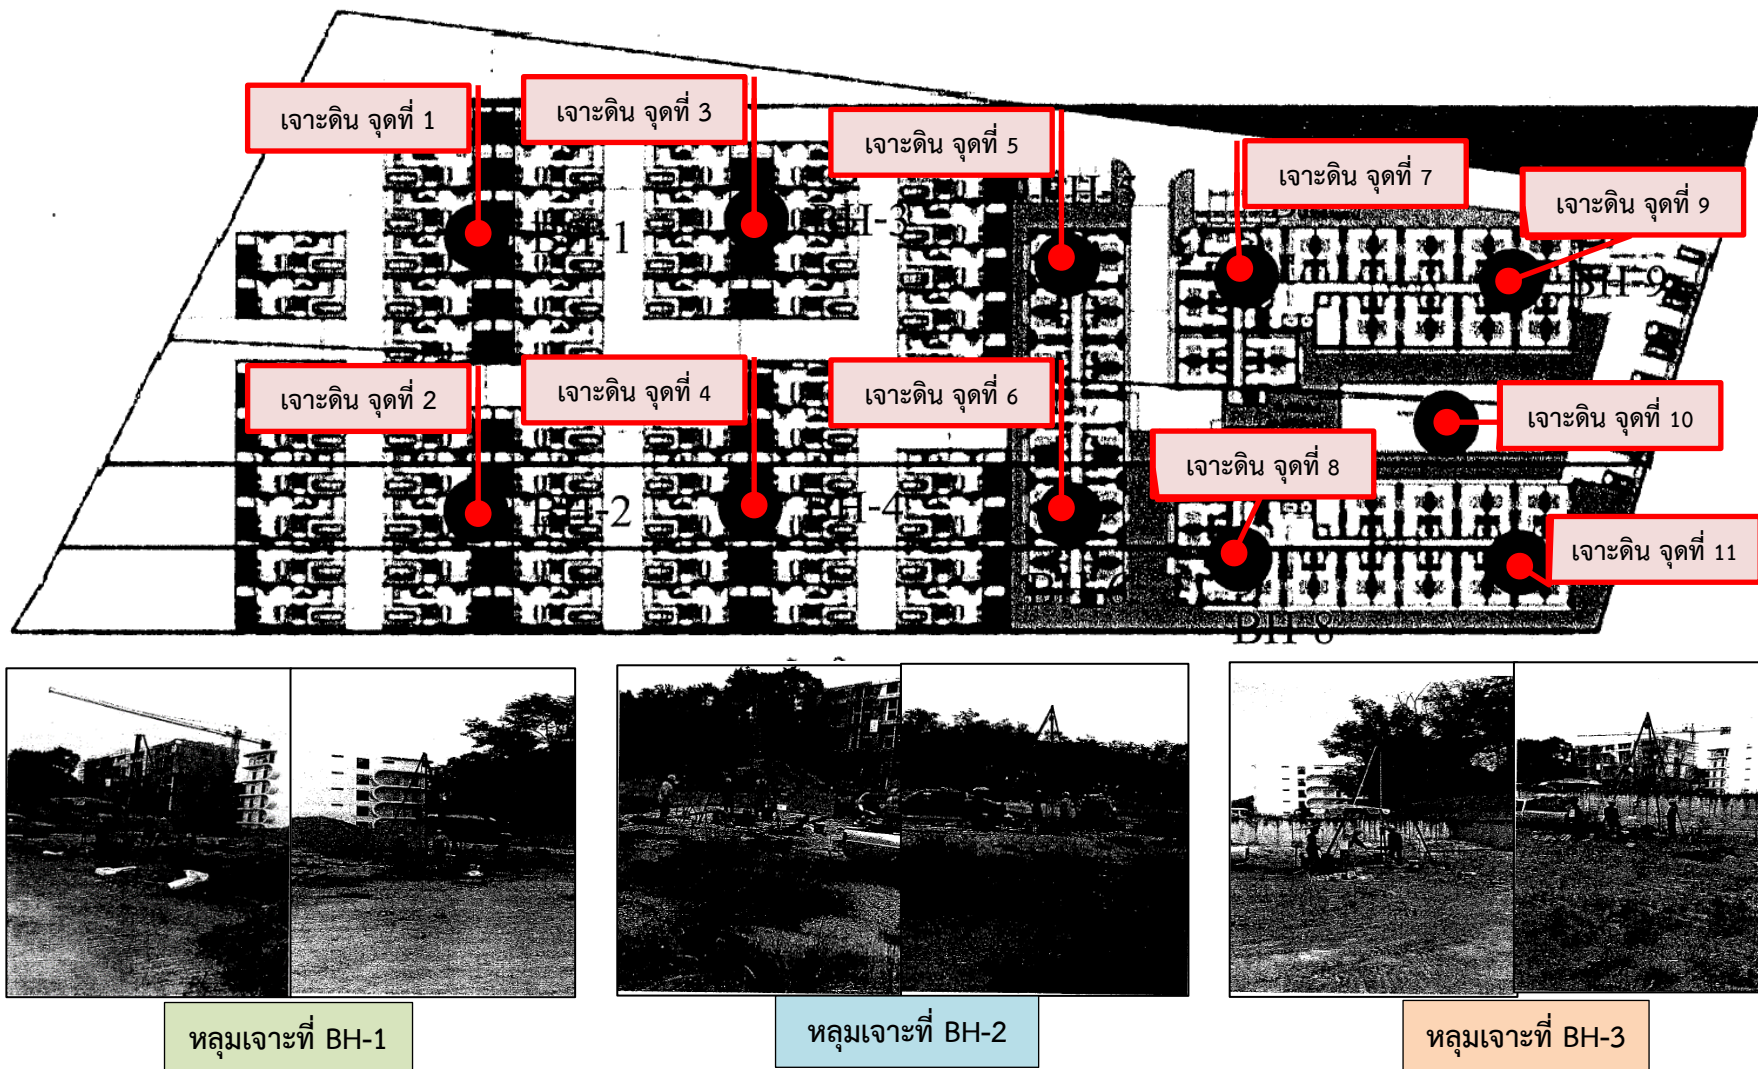 เจาะดิน จุดที่ 1
เจาะดิน จุดที่ 3
เจาะดิน จุดที่ 5
เจาะดิน จุดที่ 7
เจาะดิน จุดที่ 9
BH-1
BH-3
BH-5
BH-9
เจาะดิน จุดที่ 2
เจาะดิน จุดที่ 4
เจาะดิน จุดที่ 6
เจาะดิน จุดที่ 10
เจาะดิน จุดที่ 8
เจาะดิน จุดที่ 11
BH-2
BH-4
BH-6
BH-8
หลุมเจาะที่ BH-1
หลุมเจาะที่ BH-2
หลุมเจาะที่ BH-3